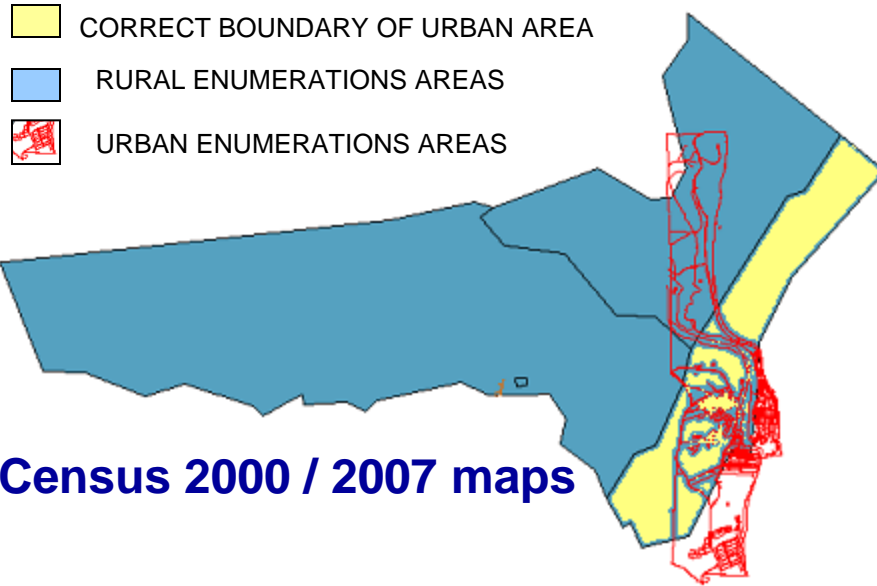 CORRECT BOUNDARY OF URBAN AREA
RURAL ENUMERATIONS AREAS
URBAN ENUMERATIONS AREAS
Census 2000 / 2007 maps